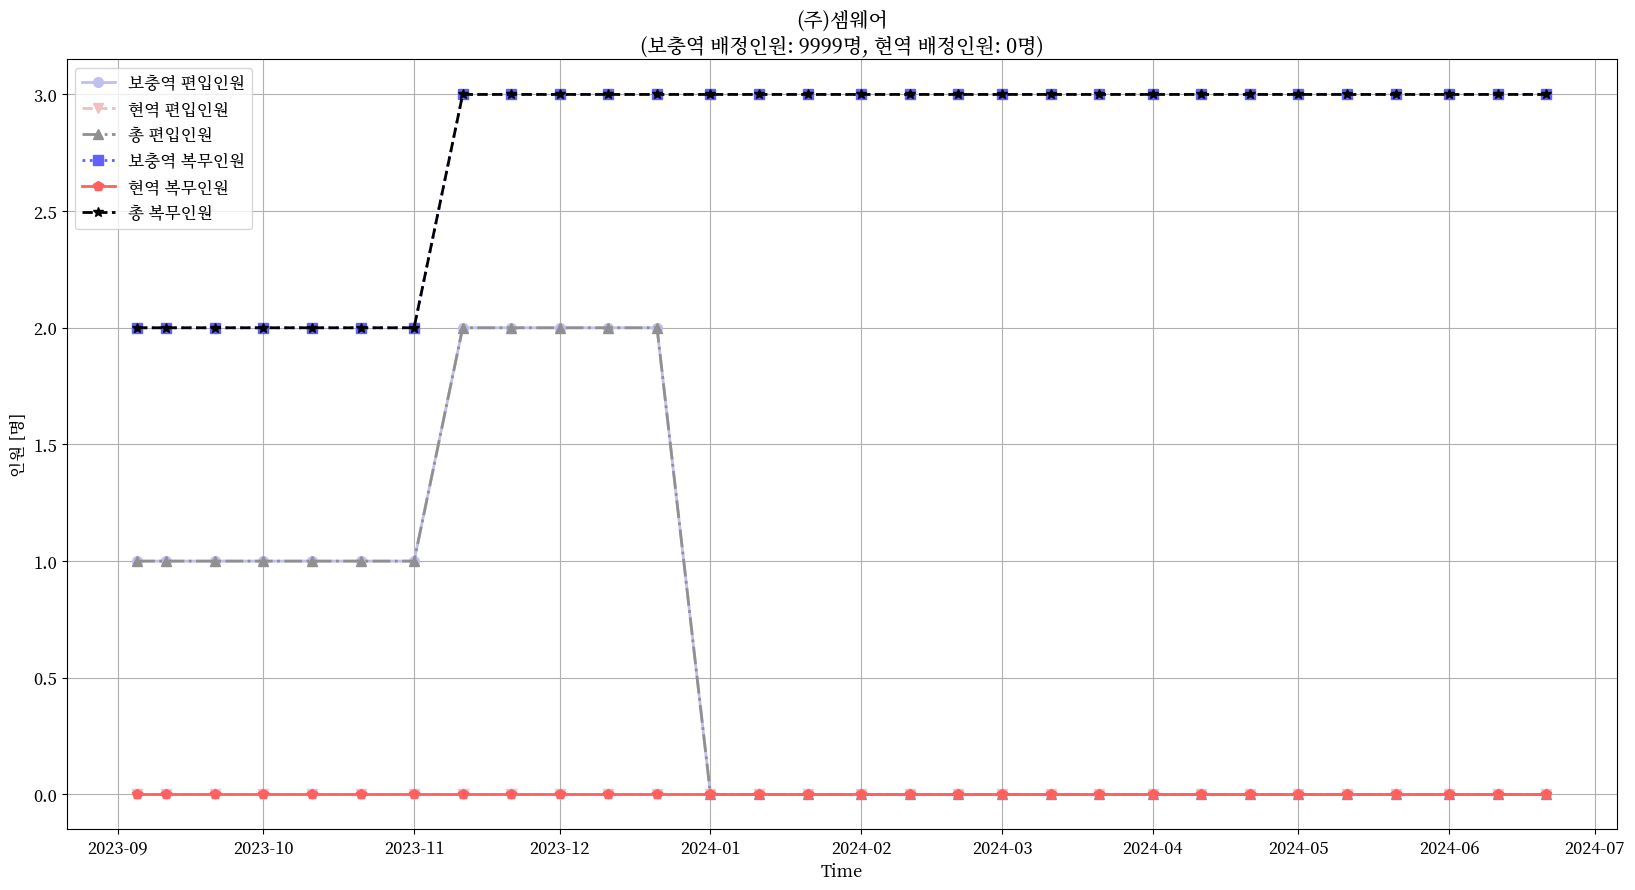 (주)셈웨어
(보충역 배정인원: 9999명, 현역 배정인원: 0명)
보충역 편입인원
현역 편입인원
총 편입인원
보충역 복무인원
현역 복무인원
총 복무인원
3.0
2.5
2.0
1.5
1.0
0.5
0.0
인원 [명]
2023-09 2023-10 2023-11 2023-12 2024-01 2024-02 2024-03 2024-04 2024-05 2024-06 2024-07
Time